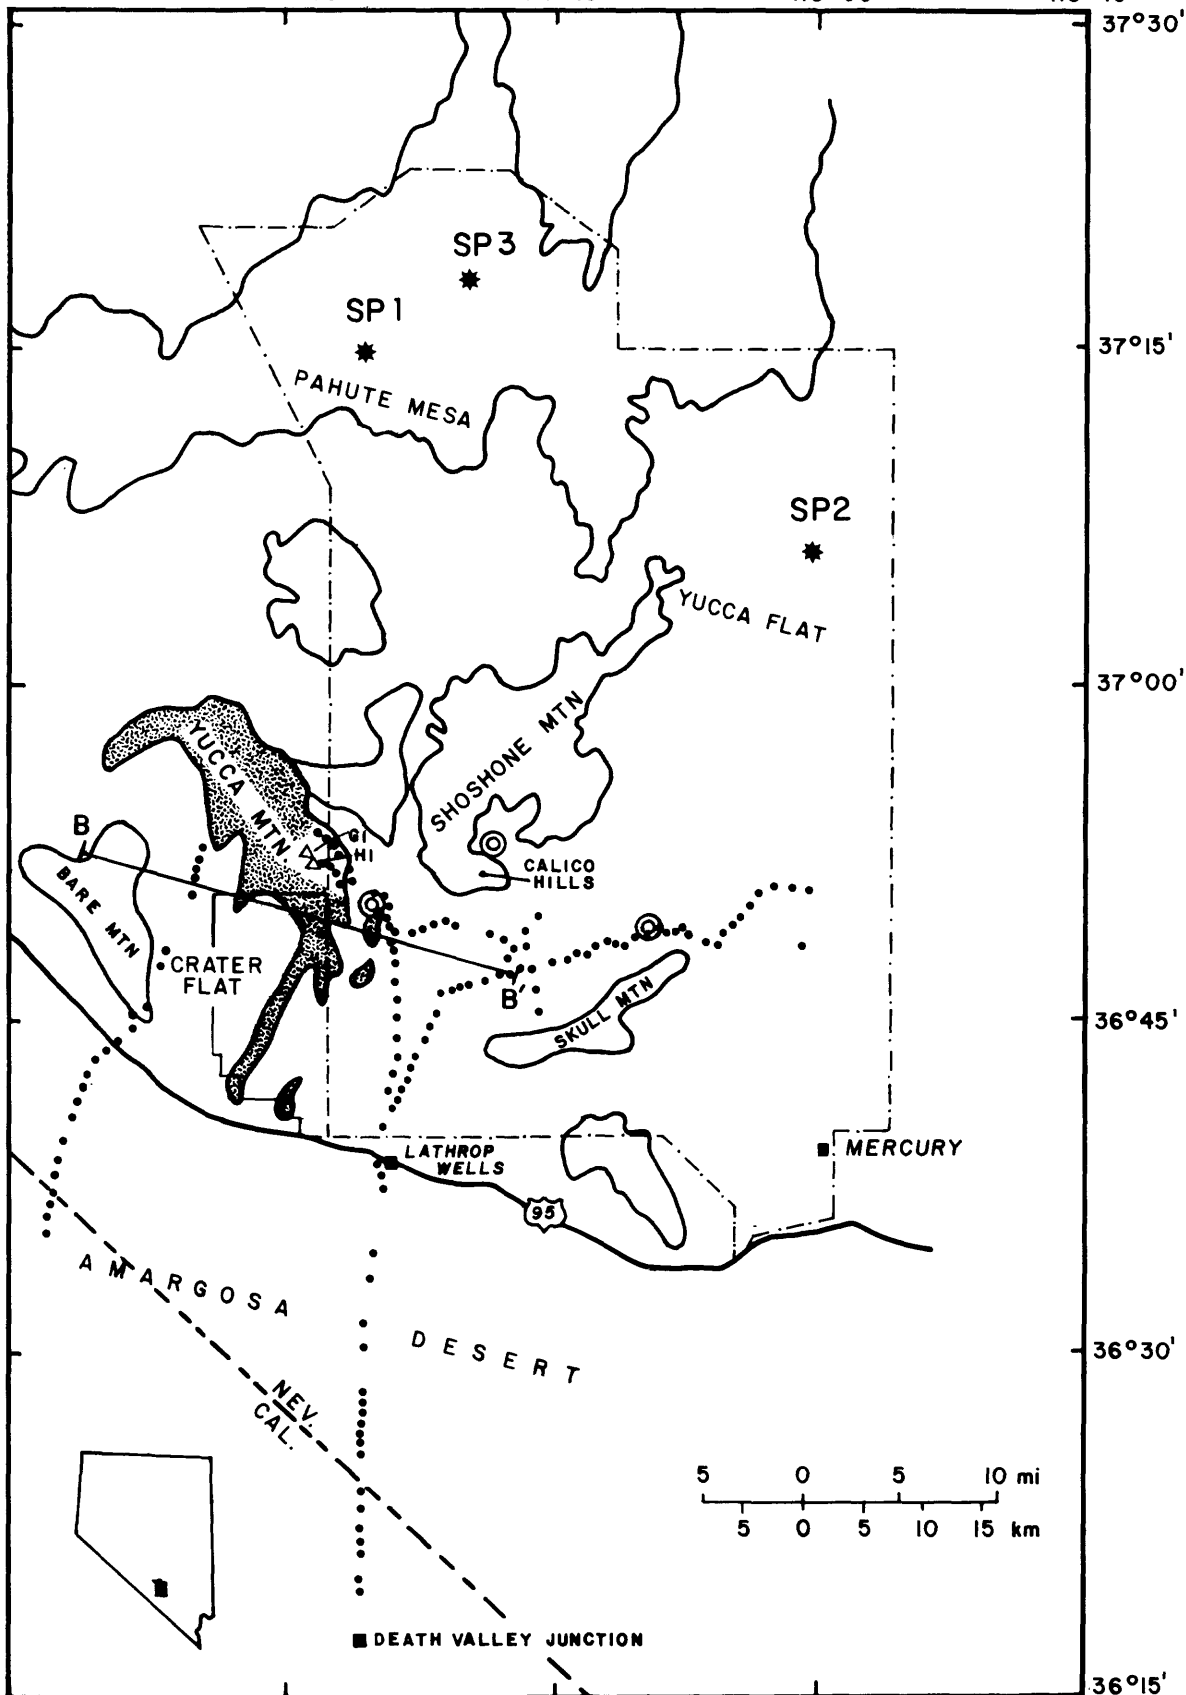 37°30'
SP3
SP1
37°15'
PAHUTE MESA
SP2
YUCCA FLAT
37°00'
YUCCA MTN
SHOSHONE MTN
B
G1
H1
CALICO
HILLS
BARE MTN
CRATER
FLAT
B'
SKULL MTN
36°45'
LATHROP
WELLS
MERCURY
95
AMARGOSA
DESERT
36°30'
NEV.
CAL.
5 0 5 10 mi
5 0 5 10 15 km
DEATH VALLEY JUNCTION
36°15'